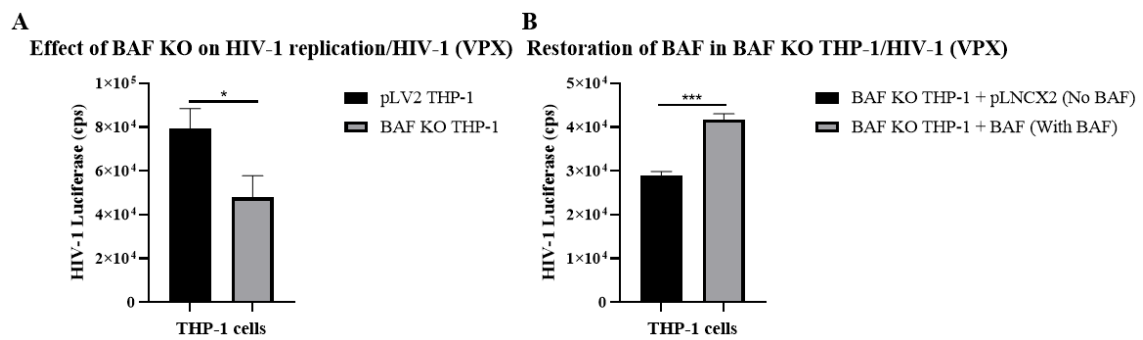 A
Effect of BAF KO on HIV-1 replication/HIV-1 (VPX)
HIV-1 Luciferase (cps)
1×10⁵
8×10⁴
6×10⁴
4×10⁴
2×10⁴
0
*
THP-1 cells
pLV2 THP-1
BAF KO THP-1
B
Restoration of BAF in BAF KO THP-1/HIV-1 (VPX)
HIV-1 Luciferase (cps)
5×10⁴
4×10⁴
3×10⁴
2×10⁴
1×10⁴
0
***
THP-1 cells
BAF KO THP-1 + pLNCX2 (No BAF)
BAF KO THP-1 + BAF (With BAF)